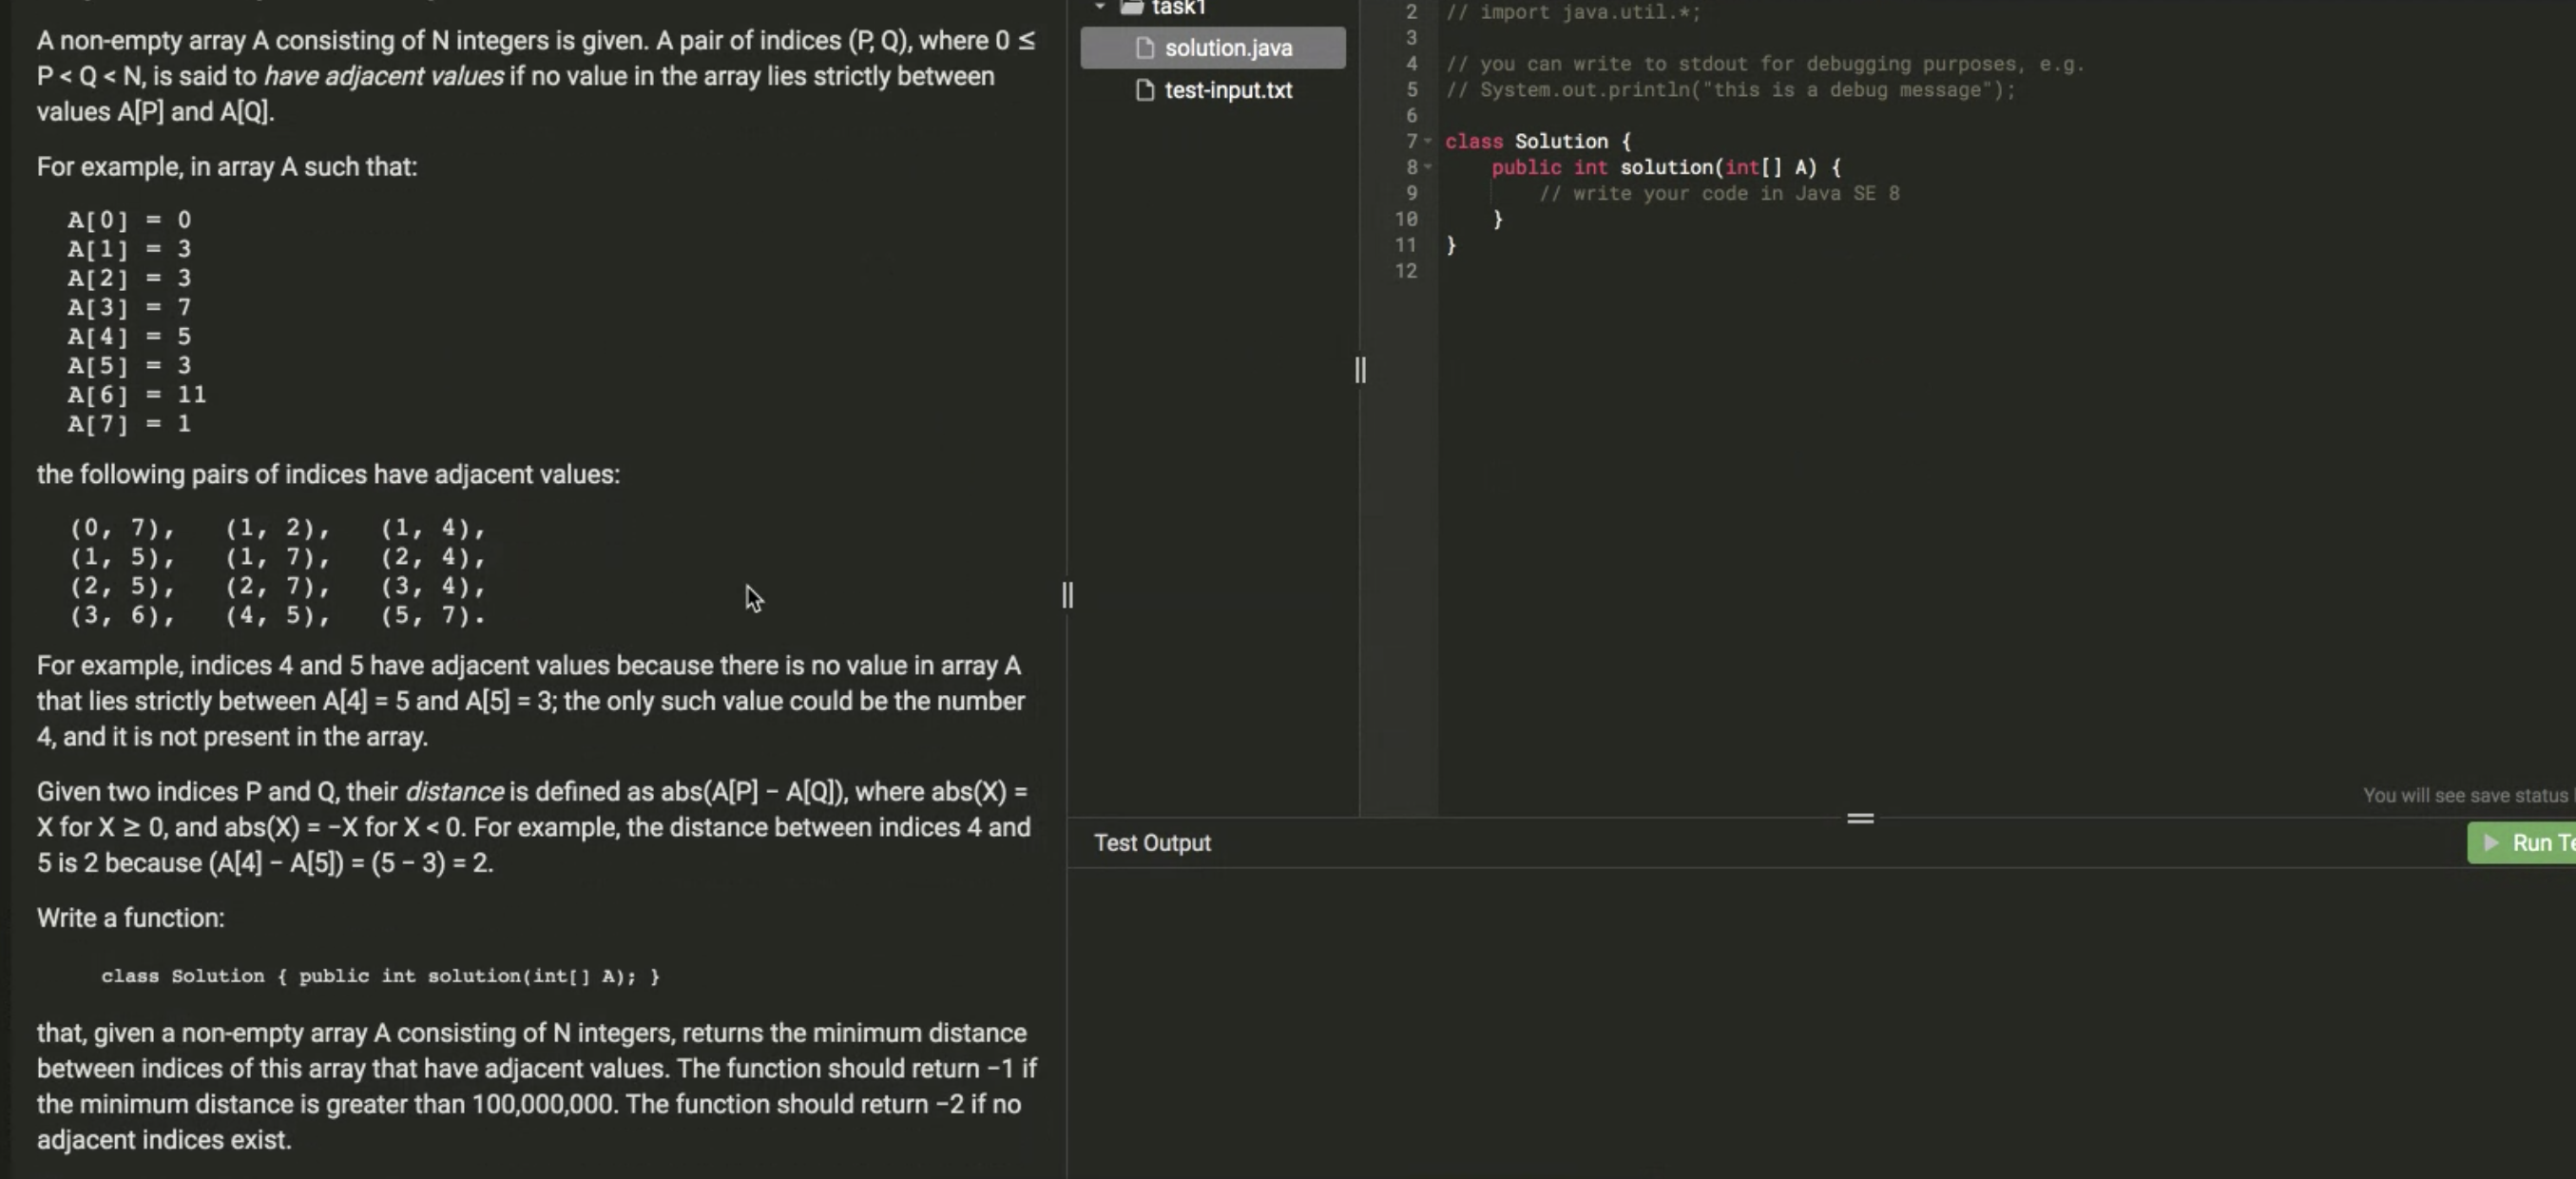 A non-empty array A consisting of N integers is given. A pair of indices (P, Q), where 0 ≤
P < Q < N, is said to have adjacent values if no value in the array lies strictly between
values A[P] and A[Q].
For example, in array A such that:
A[0] = 0
A[1] = 3
A[2] = 3
A[3] = 7
A[4] = 5
A[5] = 3
A[6] = 11
A[7] = 1
the following pairs of indices have adjacent values:
(0, 7), (1, 2), (1, 4),
(1, 5), (1, 7), (2, 4),
(2, 5), (2, 7), (3, 4),
(3, 6), (4, 5), (5, 7).
For example, indices 4 and 5 have adjacent values because there is no value in array A
that lies strictly between A[4] = 5 and A[5] = 3; the only such value could be the number
4, and it is not present in the array.
Given two indices P and Q, their distance is defined as abs(A[P] − A[Q]), where abs(X) =
X for X ≥ 0, and abs(X) = −X for X < 0. For example, the distance between indices 4 and
5 is 2 because (A[4] − A[5]) = (5 − 3) = 2.
Write a function:
class Solution { public int solution(int[] A); }
that, given a non-empty array A consisting of N integers, returns the minimum distance
between indices of this array that have adjacent values. The function should return −1 if
the minimum distance is greater than 100,000,000. The function should return −2 if no
adjacent indices exist.
task1
solution.java
test-input.txt
2 // import java.util.*;
3
4 // you can write to stdout for debugging purposes, e.g.
5 // System.out.println("this is a debug message");
6
7 class Solution {
8 public int solution(int[] A) {
9 // write your code in Java SE 8
10 }
11 }
12
You will see save status
Test Output
Run Te